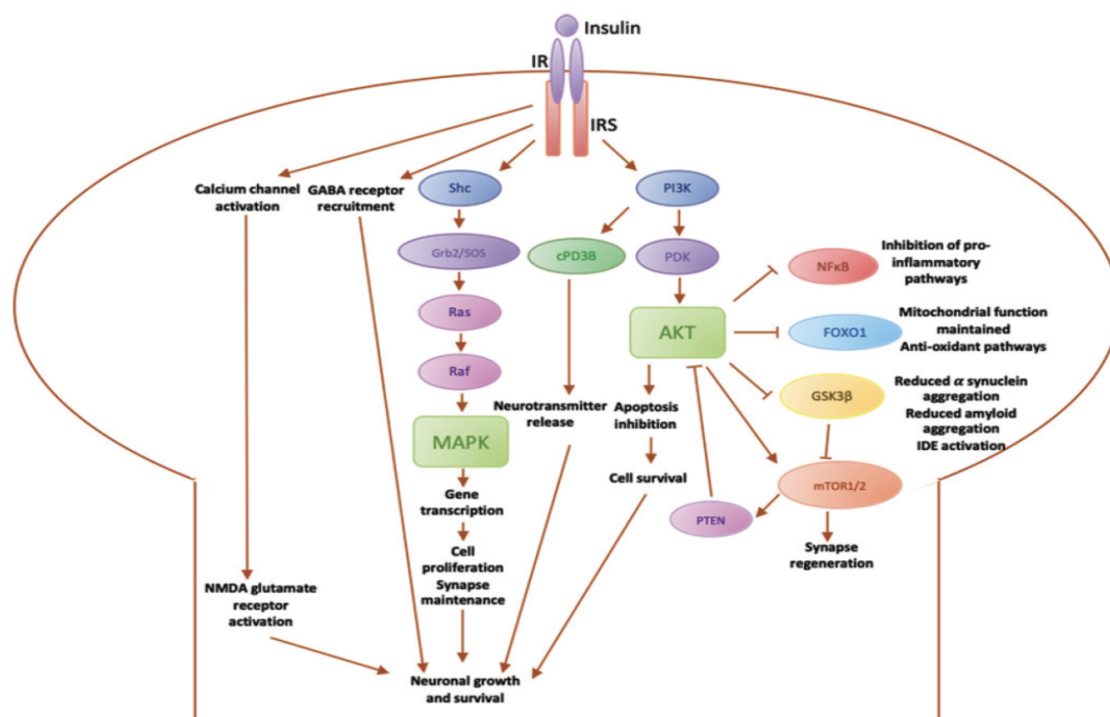 Insulin
IR
IRS
Calcium channel
activation
GABA receptor
recruitment
Shc
PI3K
Grb2/SOS
cPD3B
PDK
NFκB
Inhibition of pro-
inflammatory
pathways
Ras
AKT
FOXO1
Mitochondrial function
maintained
Anti-oxidant pathways
Raf
GSK3β
Reduced α synuclein
aggregation
Reduced amyloid
aggregation
IDE activation
MAPK
Neurotransmitter
release
Apoptosis
inhibition
Gene
transcription
Cell survival
mTOR1/2
PTEN
Cell
proliferation
Synapse
maintenance
Synapse
regeneration
NMDA glutamate
receptor
activation
Neuronal growth
and survival